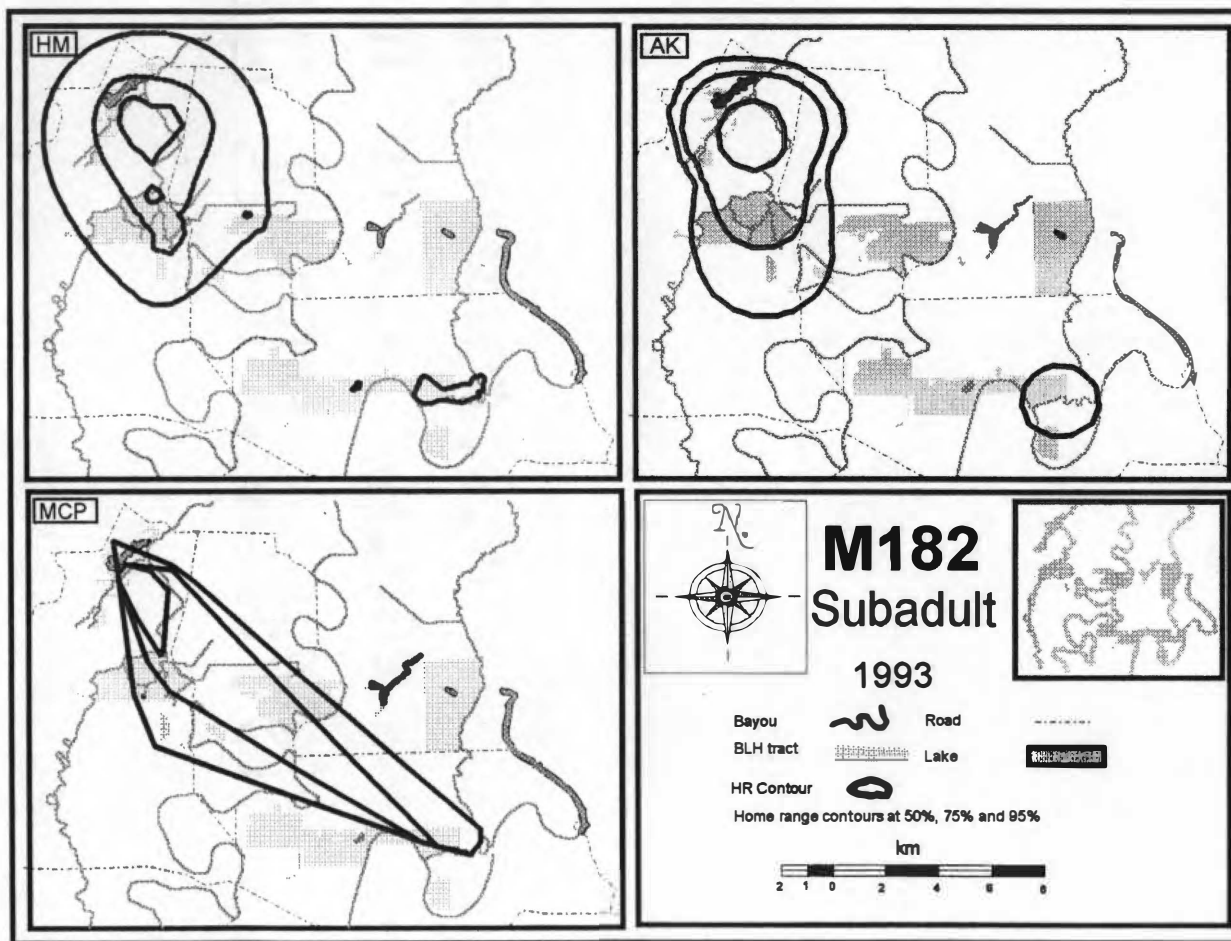 HM
AK
MCP
N.
M182
Subadult
1993
Bayou Road
BLH tract Lake
HR Contour
Home range contours at 50%, 75% and 95%
km
2 1 0 2 4 6 8